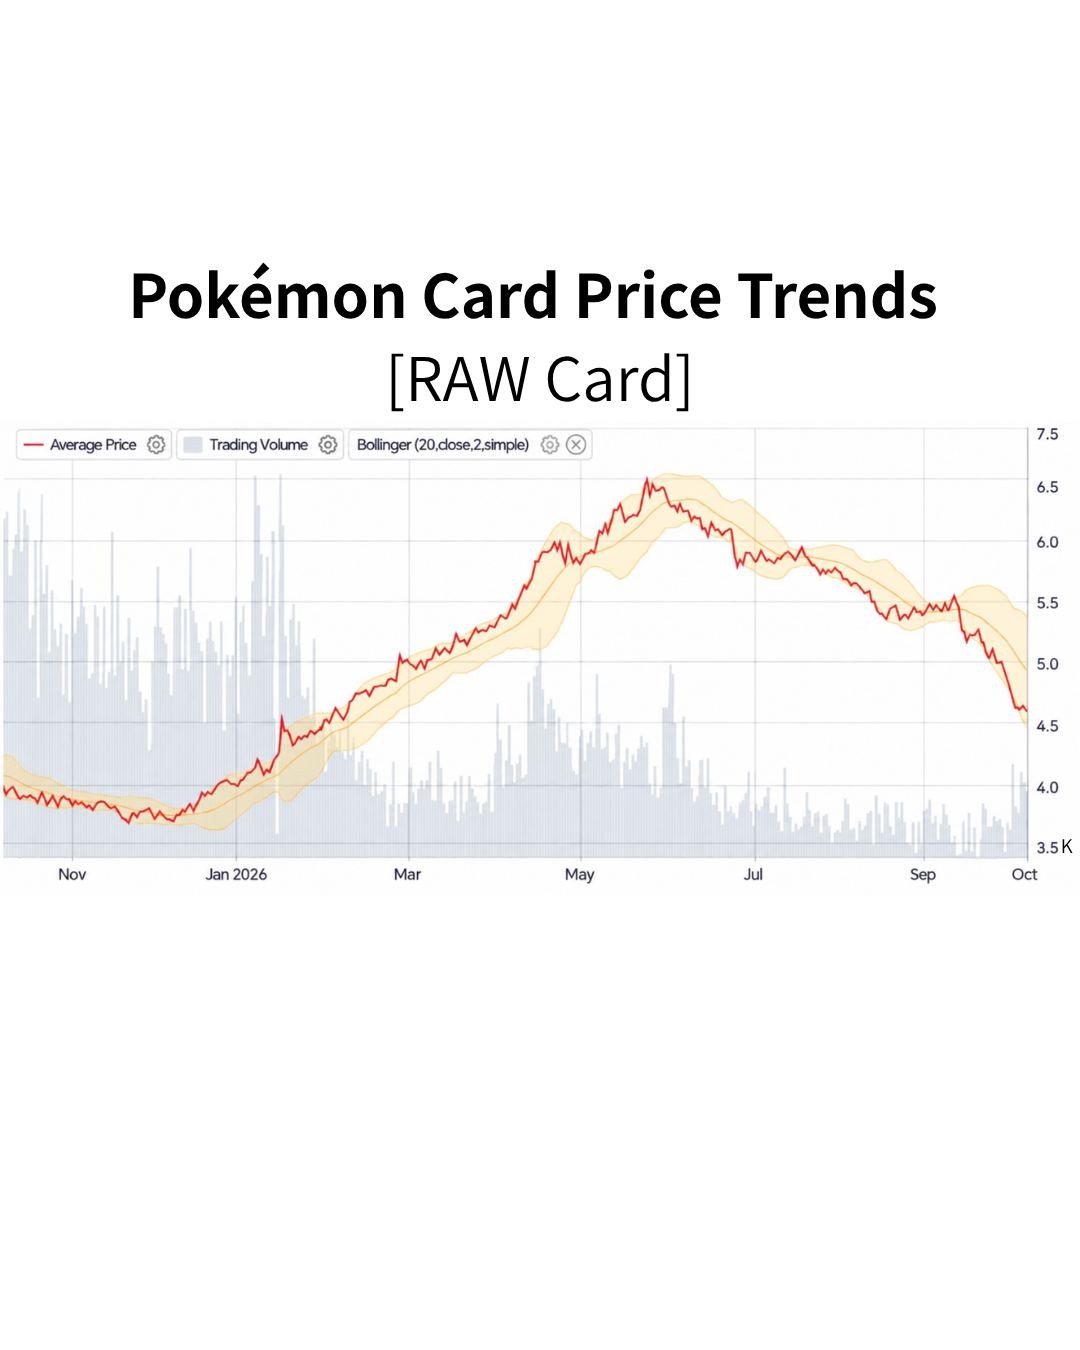 Pokémon Card Price Trends
[RAW Card]
Average Price
Trading Volume
Bollinger (20,close,2,simple)
7.5
6.5
6.0
5.5
5.0
4.5
4.0
3.5 K
Nov
Jan 2026
Mar
May
Jul
Sep
Oct